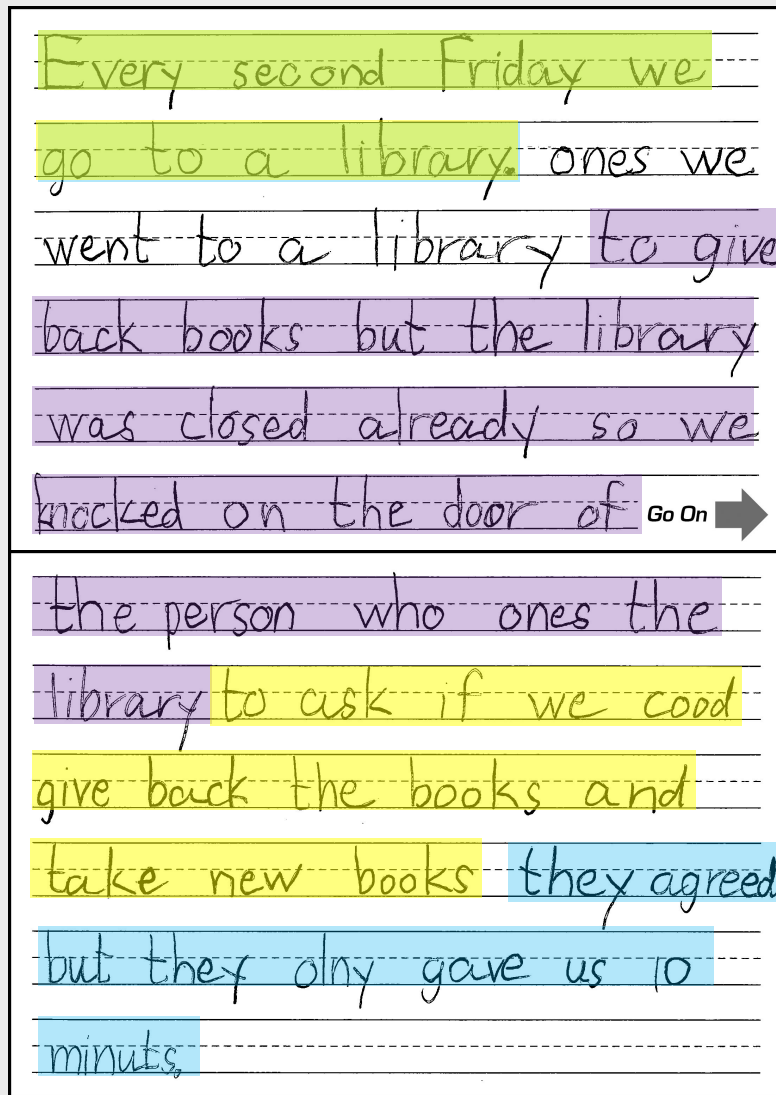 Every second Friday we
go to a library. ones we
went to a library to give
back books but the library
was closed already so we
knocked on the door of
Go On
the person who ones the
library to ask if we cood
give back the books and
take new books they agreed
but they olny gave us 10
minuts.